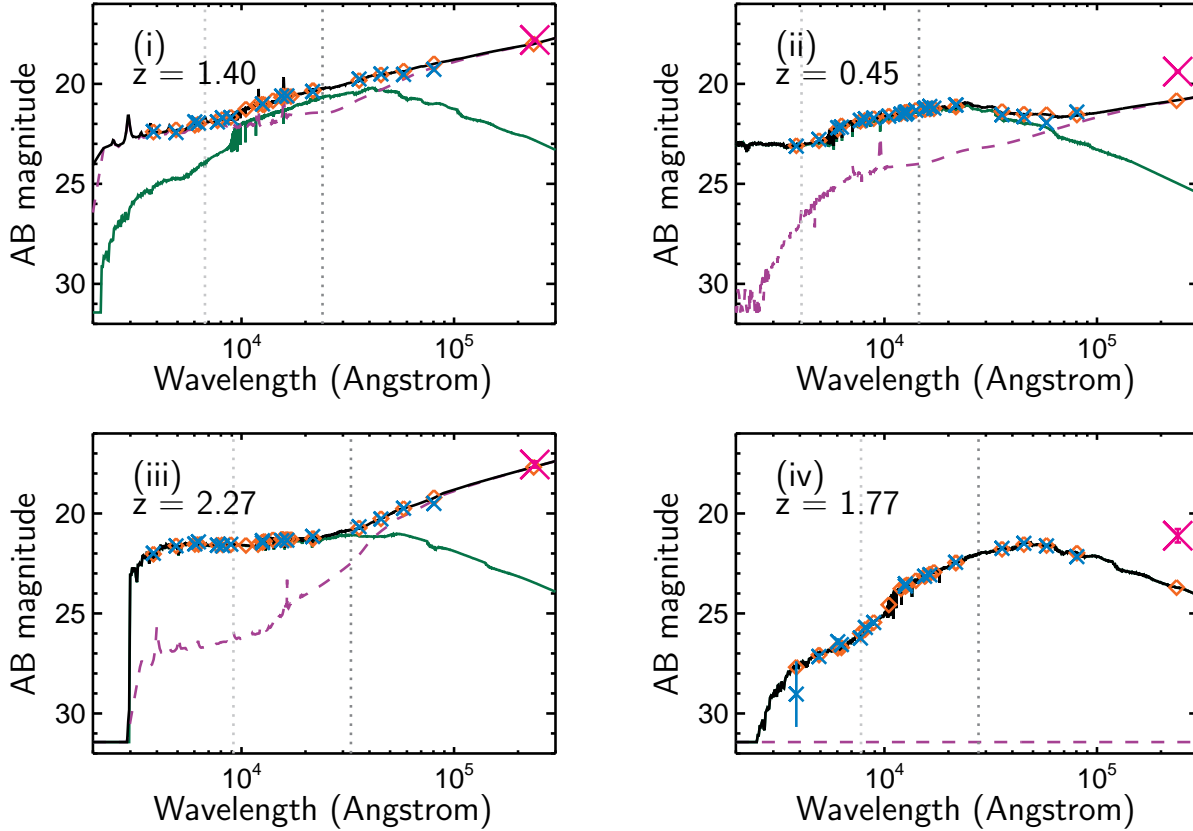 (i)
z = 1.40
20
25
30
AB magnitude
10^4
10^5
Wavelength (Angstrom)
(ii)
z = 0.45
20
25
30
AB magnitude
10^4
10^5
Wavelength (Angstrom)
(iii)
z = 2.27
20
25
30
AB magnitude
10^4
10^5
Wavelength (Angstrom)
(iv)
z = 1.77
20
25
30
AB magnitude
10^4
10^5
Wavelength (Angstrom)